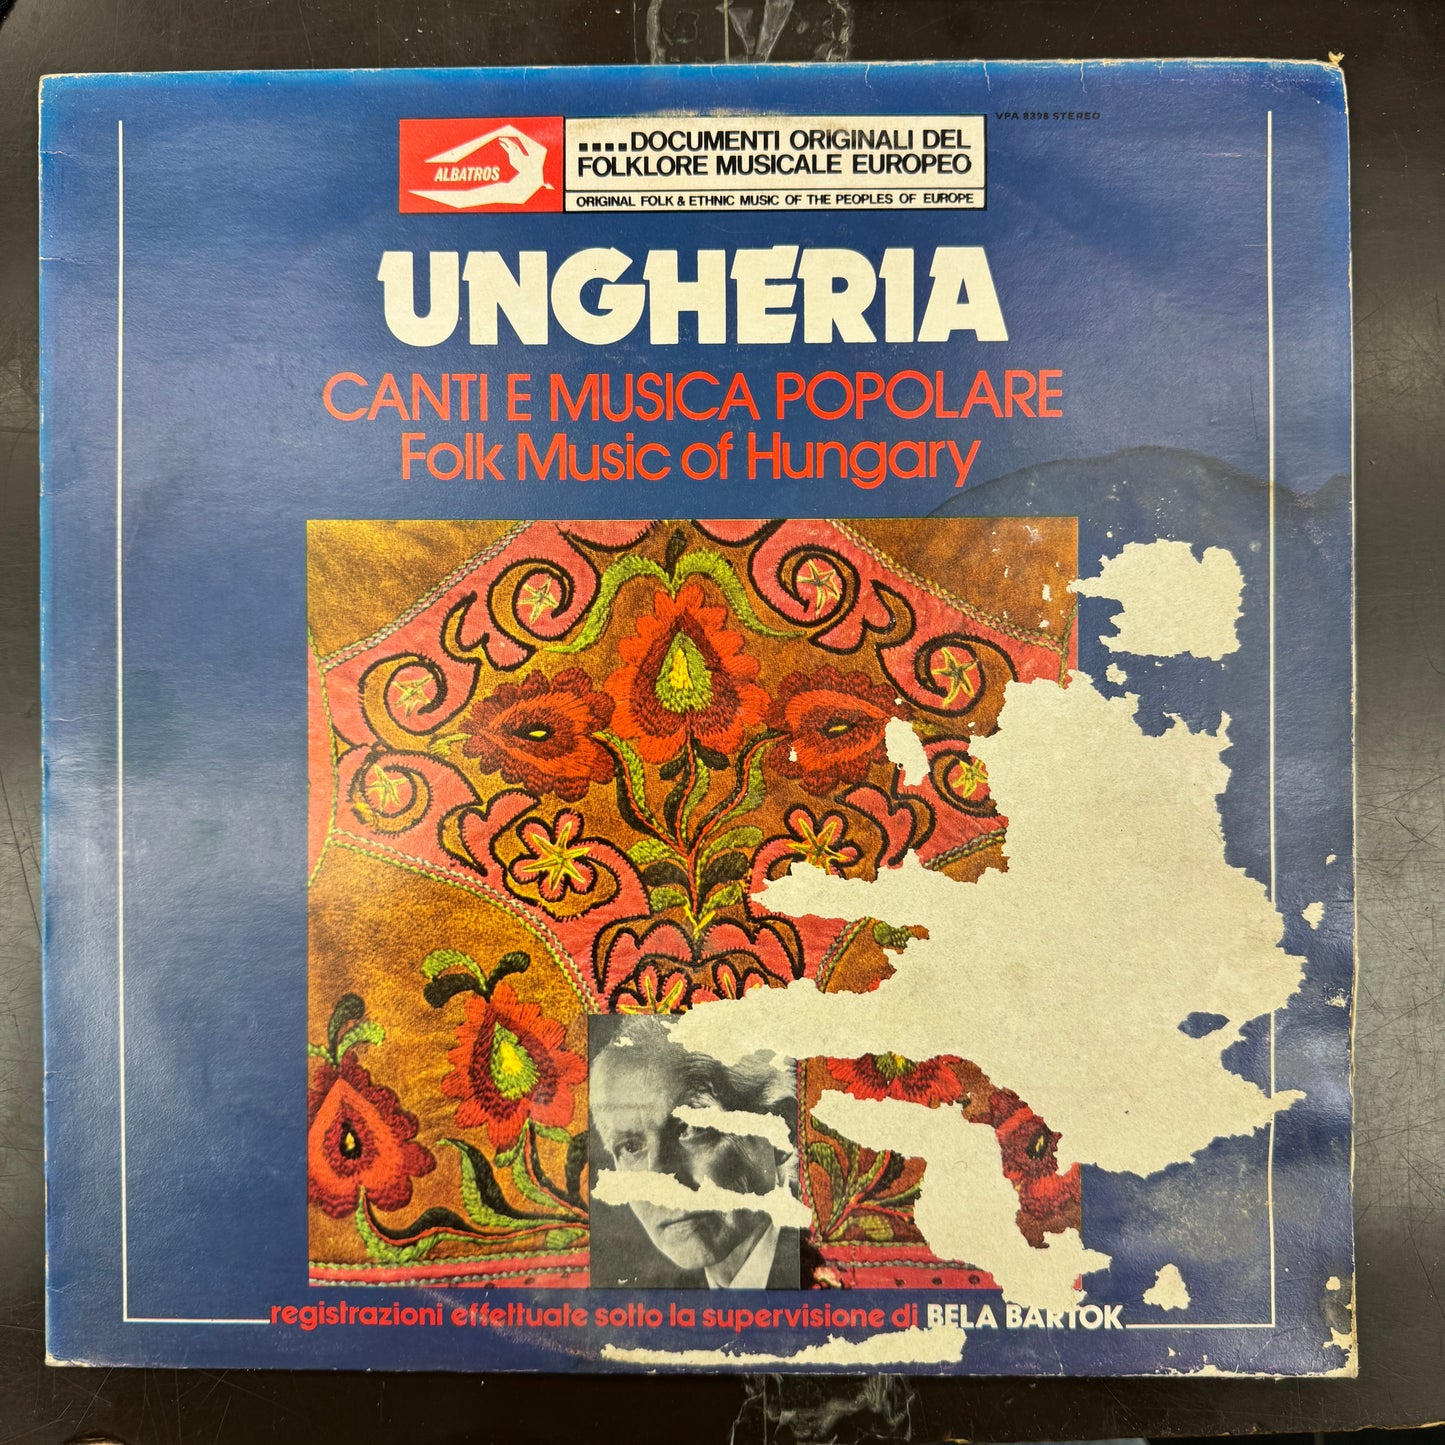 VPA 8398 STEREO
ALBATROS
....DOCUMENTI ORIGINALI DEL
FOLKLORE MUSICALE EUROPEO
ORIGINAL FOLK & ETHNIC MUSIC OF THE PEOPLES OF EUROPE
UNGHERIA
CANTI E MUSICA POPOLARE
Folk Music of Hungary
registrazioni effettuate sotto la supervisione di BELA BARTOK